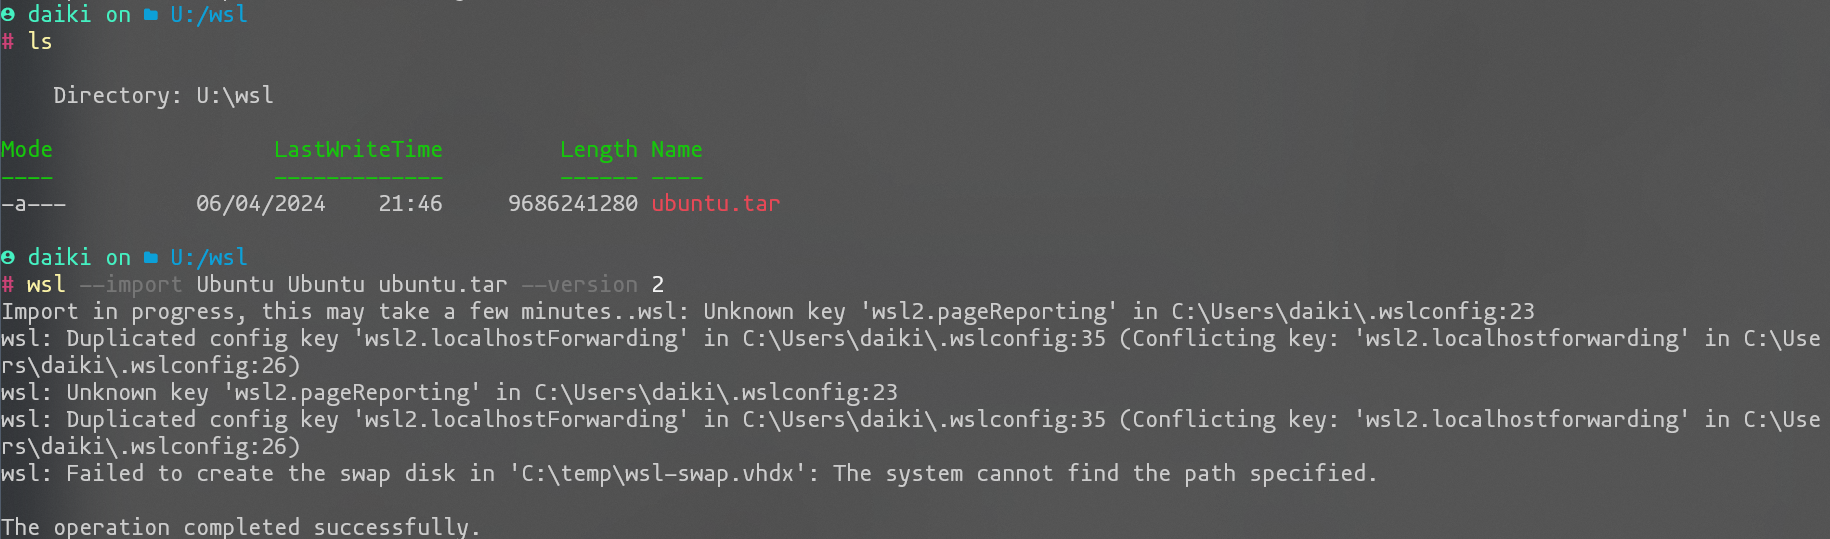 daiki on U:/wsl
# ls
Directory: U:\wsl
Mode LastWriteTime Length Name
---- ------------- ------ ----
-a--- 06/04/2024 21:46 9686241280 ubuntu.tar
daiki on U:/wsl
# wsl --import Ubuntu Ubuntu ubuntu.tar --version 2
Import in progress, this may take a few minutes..wsl: Unknown key 'wsl2.pageReporting' in C:\Users\daiki\.wslconfig:23
wsl: Duplicated config key 'wsl2.localhostForwarding' in C:\Users\daiki\.wslconfig:35 (Conflicting key: 'wsl2.localhostforwarding' in C:\Use
rs\daiki\.wslconfig:26)
wsl: Unknown key 'wsl2.pageReporting' in C:\Users\daiki\.wslconfig:23
wsl: Duplicated config key 'wsl2.localhostForwarding' in C:\Users\daiki\.wslconfig:35 (Conflicting key: 'wsl2.localhostforwarding' in C:\Use
rs\daiki\.wslconfig:26)
wsl: Failed to create the swap disk in 'C:\temp\wsl-swap.vhdx': The system cannot find the path specified.
The operation completed successfully.